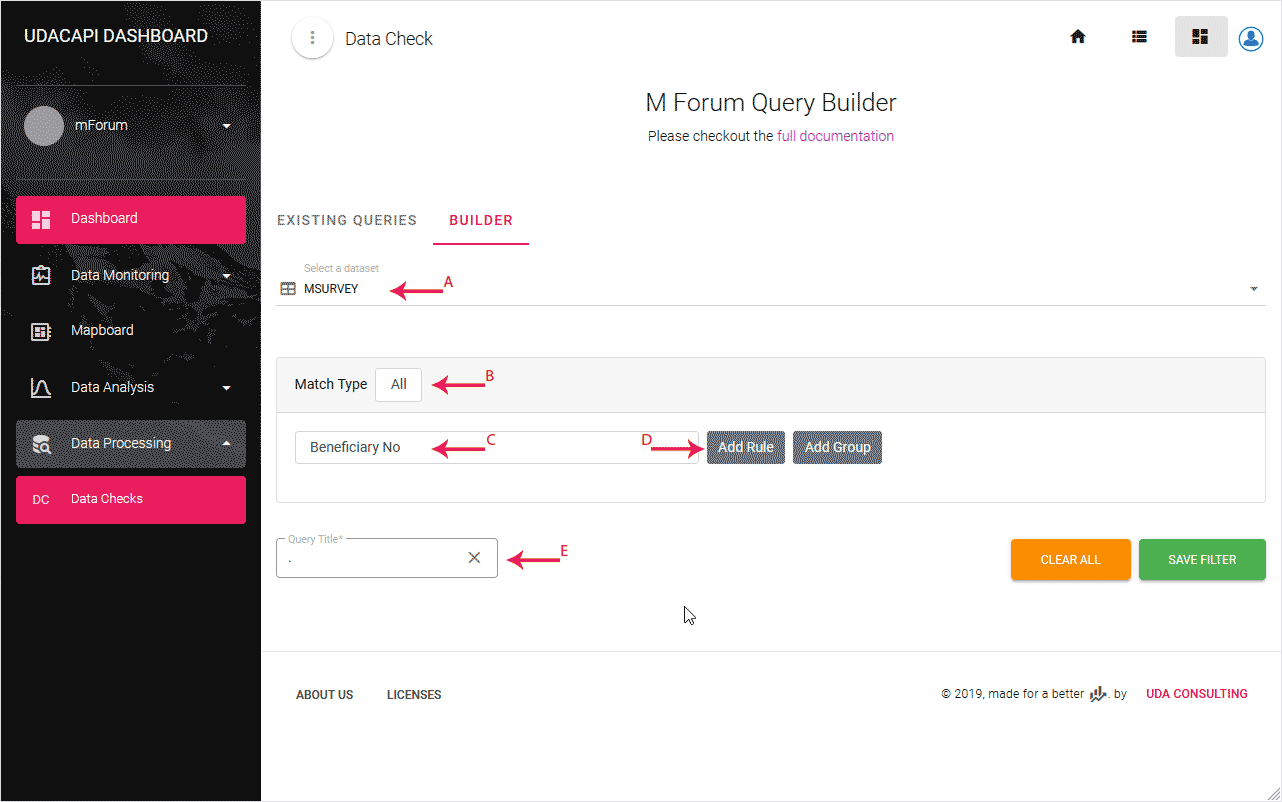 UDACAPI DASHBOARD
mForum
Dashboard
Data Monitoring
Mapboard
Data Analysis
Data Processing
DC Data Checks
Data Check
M Forum Query Builder
Please checkout the full documentation
EXISTING QUERIES BUILDER
Select a dataset
MSURVEY A
Match Type All B
Beneficiary No C D Add Rule Add Group
Query Title*
. E
CLEAR ALL SAVE FILTER
ABOUT US LICENSES © 2019, made for a better . by UDA CONSULTING